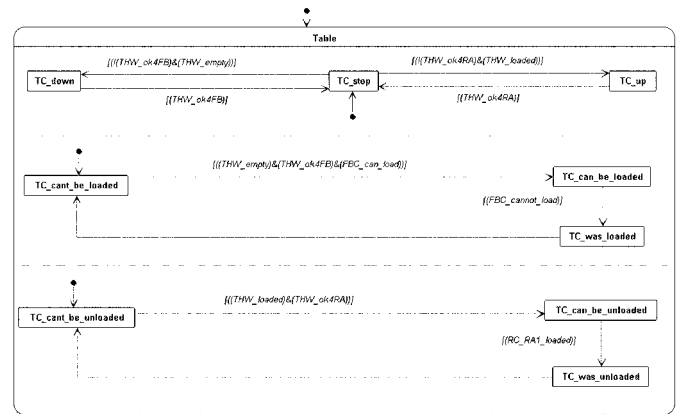 Table
[(!(THW_ok4FB)&(THW_empty))]
[(!(THW_ok4RA)&(THW_loaded))]
TC_down
TC_stop
TC_up
[(THW_ok4FB)]
[(THW_ok4RA)]
[((THW_empty)&(THW_ok4FB)&(FBC_can_load))]
TC_cant_be_loaded
TC_can_be_loaded
[(FBC_cannot_load)]
TC_was_loaded
[((THW_loaded)&(THW_ok4RA))]
TC_cant_be_unloaded
TC_can_be_unloaded
[(RC_RA1_loaded)]
TC_was_unloaded